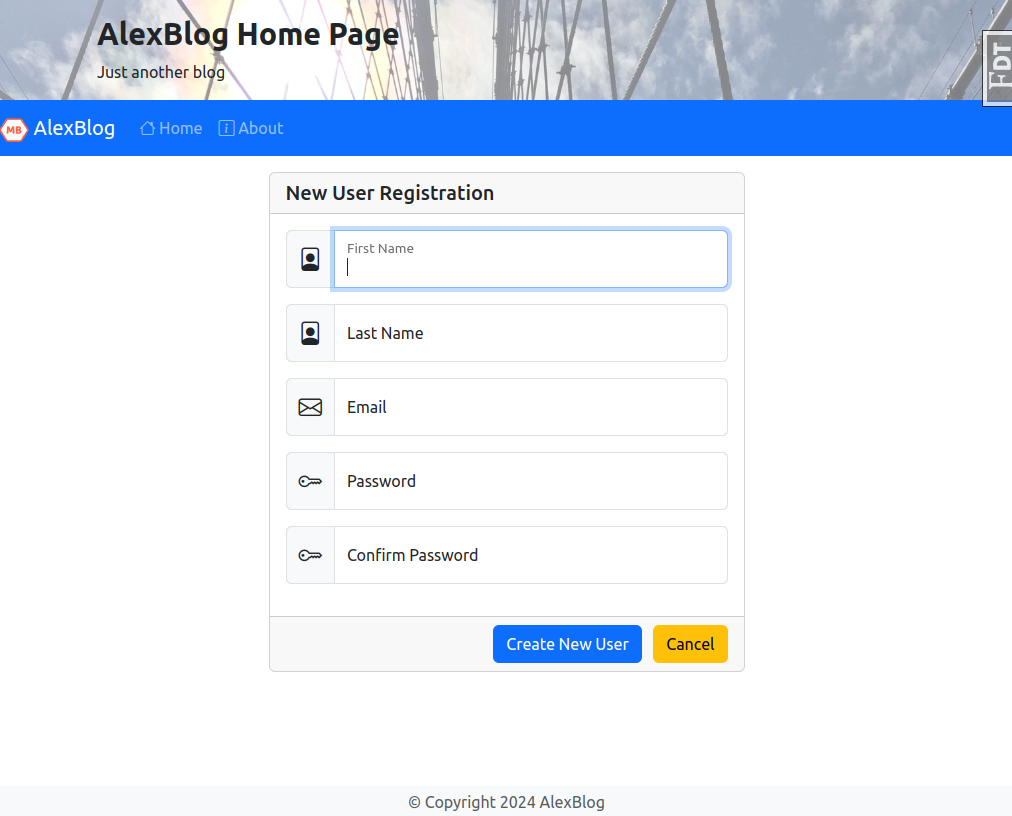 AlexBlog Home Page
Just another blog
FDT
MB AlexBlog Home About
New User Registration
First Name
Last Name
Email
Password
Confirm Password
Create New User Cancel
© Copyright 2024 AlexBlog